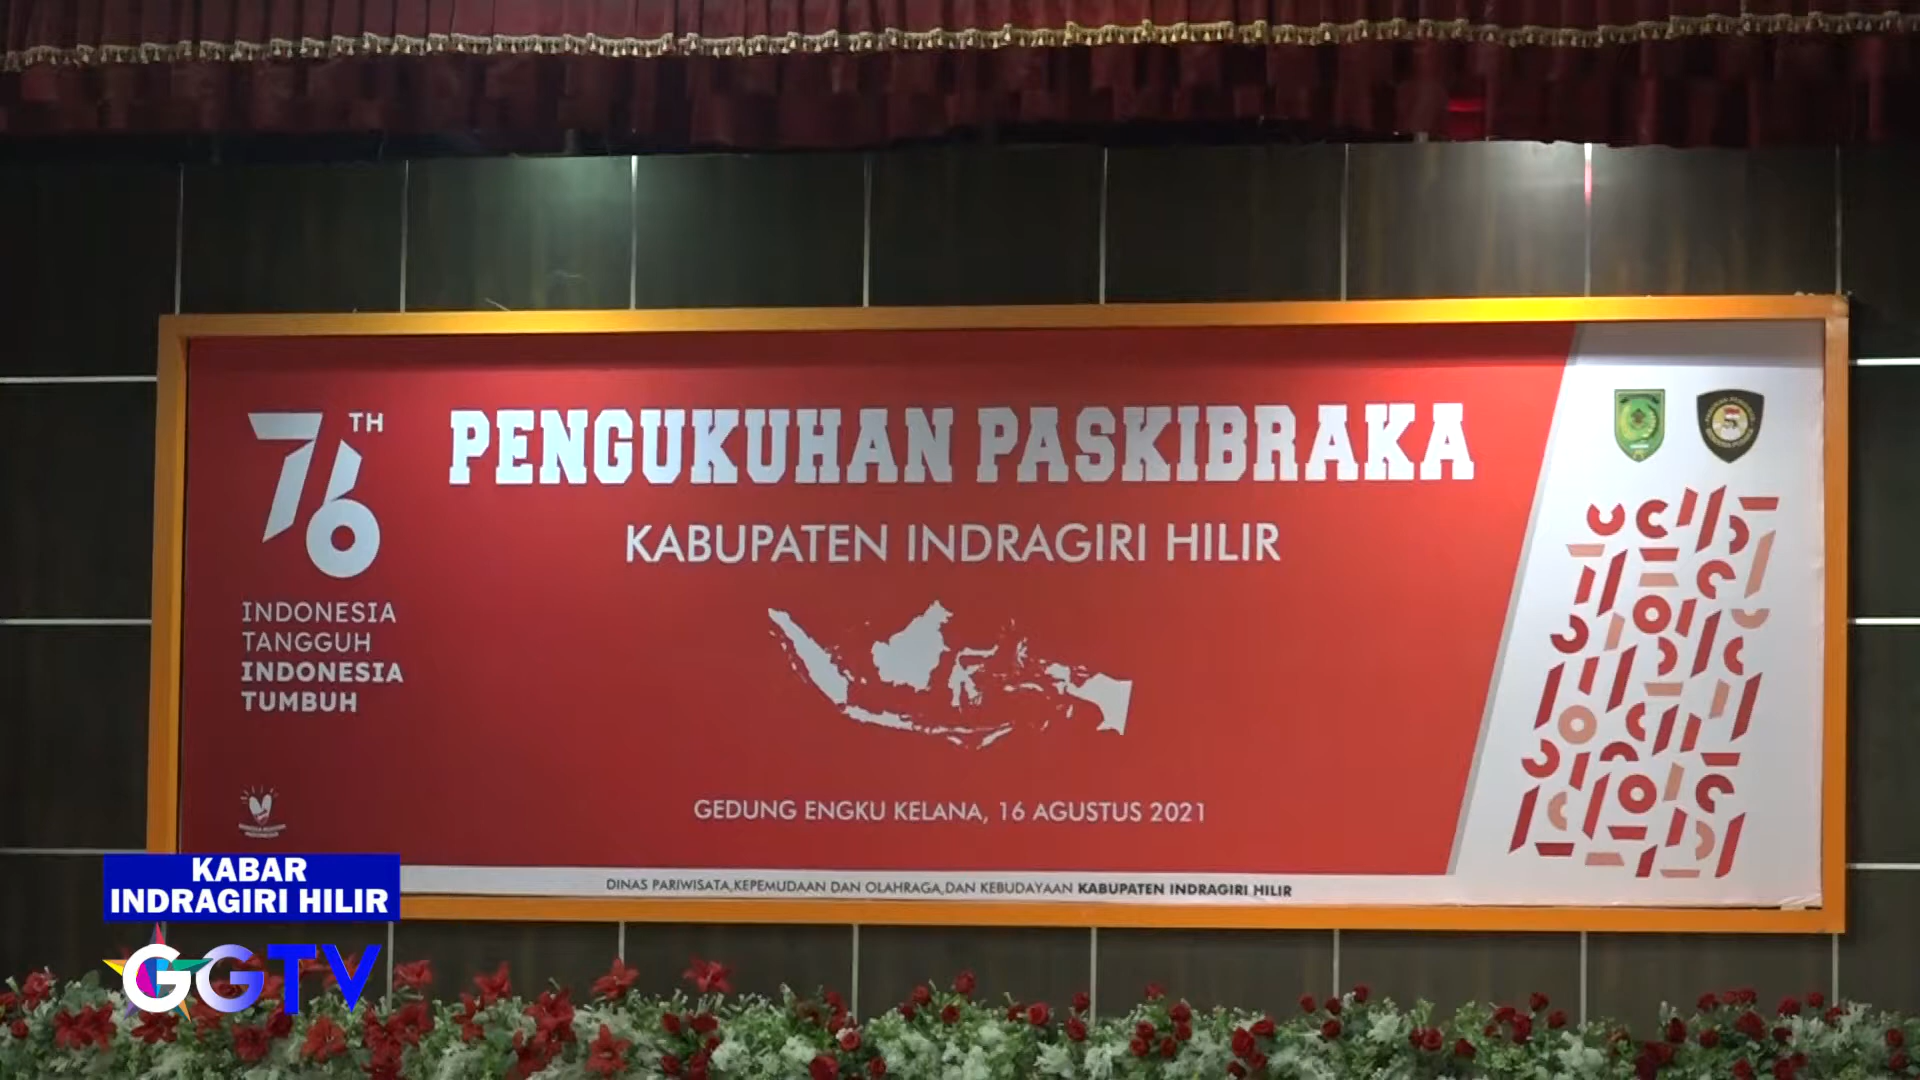 76TH
PENGUKUHAN PASKIBRAKA
KABUPATEN INDRAGIRI HILIR
INDONESIA
TANGGUH
INDONESIA
TUMBUH
GEDUNG ENGKU KELANA, 16 AGUSTUS 2021
DINAS PARIWISATA,KEPEMUDAAN DAN OLAHRAGA,DAN KEBUDAYAAN KABUPATEN INDRAGIRI HILIR
KABAR
INDRAGIRI HILIR
GGTV